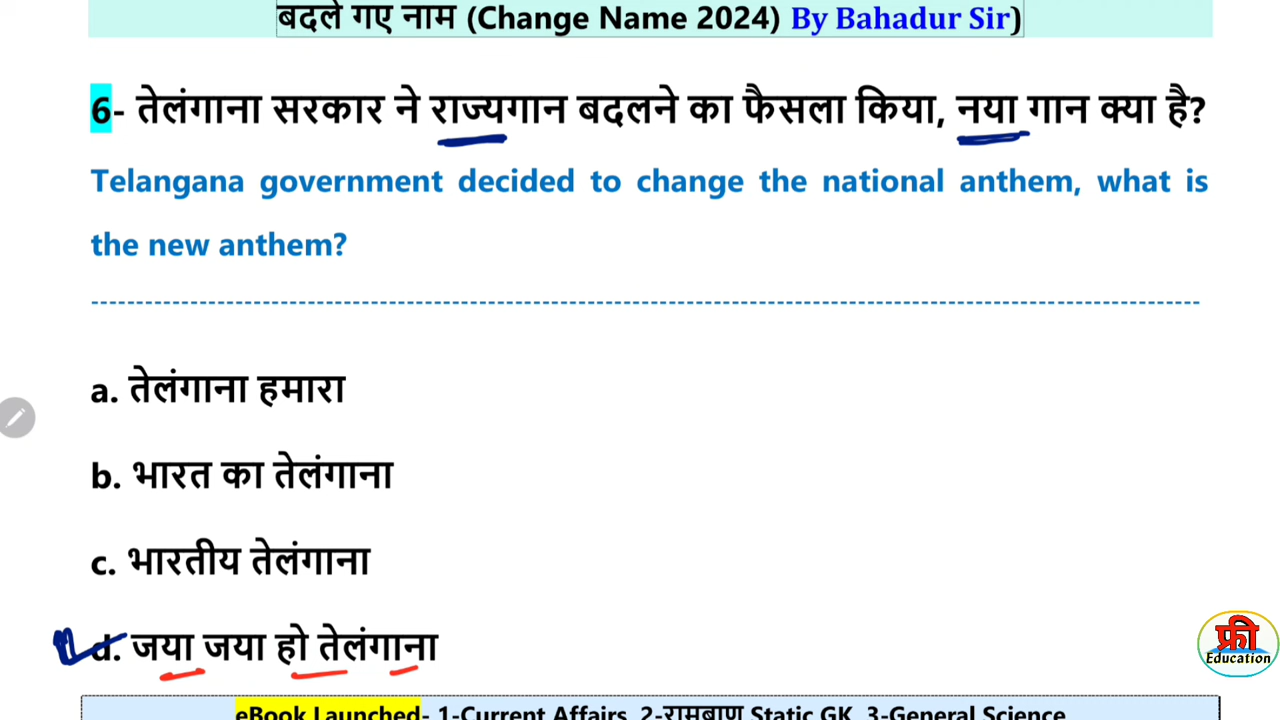 बदले गए नाम (Change Name 2024) By Bahadur Sir)
6- तेलंगाना सरकार ने राज्यगान बदलने का फैसला किया, नया गान क्या है?
Telangana government decided to change the national anthem, what is
the new anthem?
a. तेलंगाना हमारा
b. भारत का तेलंगाना
c. भारतीय तेलंगाना
d. जया जया हो तेलंगाना
फ्री
Education
eBook Launched- 1-Current Affairs, 2-रामबाण Static GK, 3-General Science